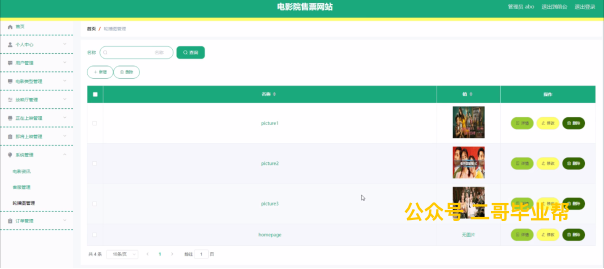 电影院售票网站
管理员 abo 退出到前台 退出登录
首页
首页 / 轮播图管理
个人中心
用户管理
电影类型管理
放映厅管理
正在上映管理
即将上映管理
系统管理
电影资讯
轮播图管理
订单管理
名称 名称 查询
+ 新增 删除
名称 值 操作
picture1 详情 修改 删除
picture2 详情 修改 删除
picture3 详情 修改 删除
homepage 无图片 详情 修改 删除
共 4 条 10条/页 1 前往 1 页
公众号 二哥毕业帮